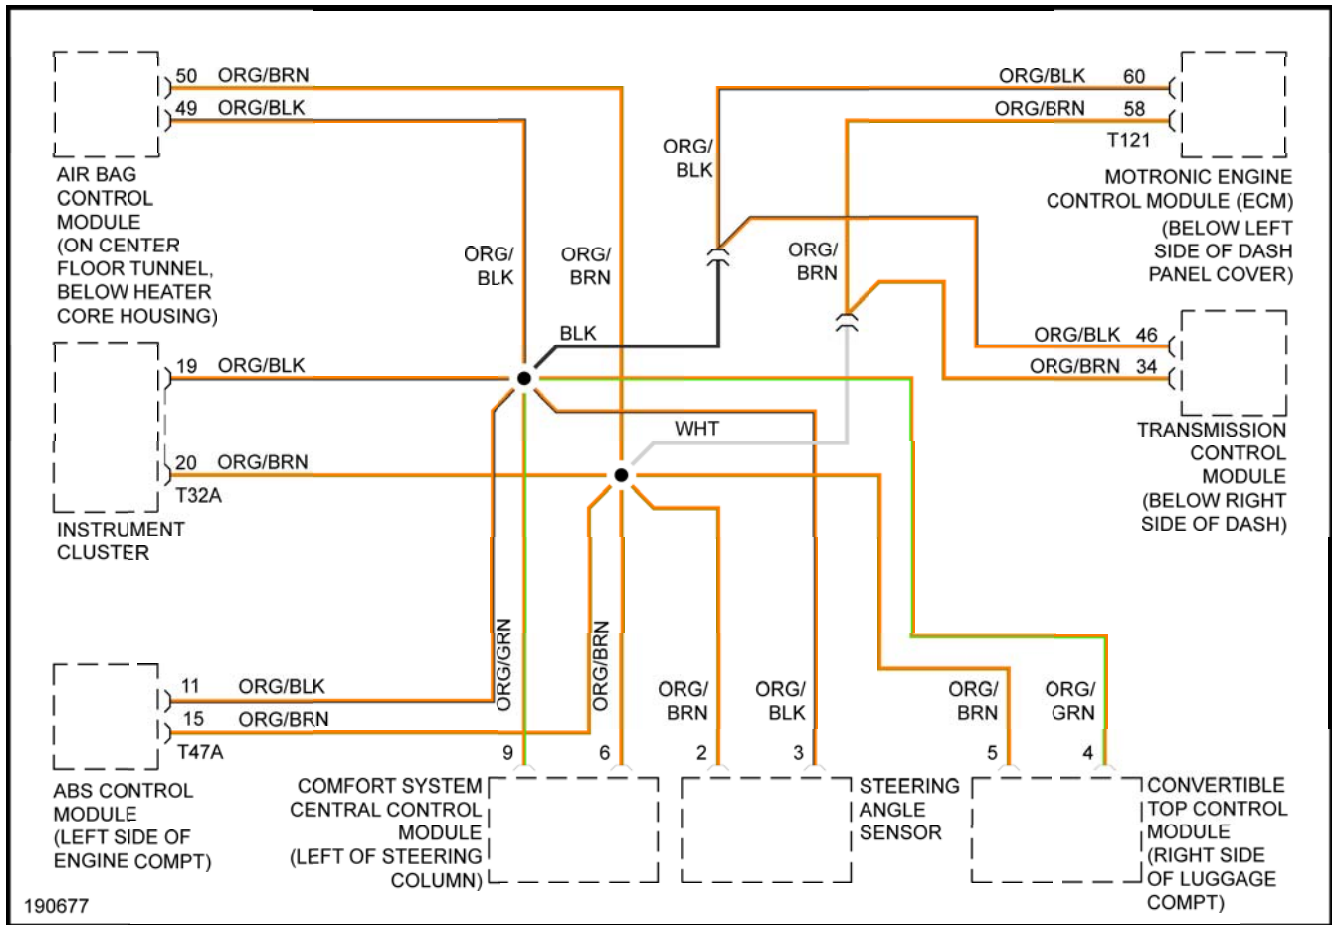 50 ORG/BRN
49 ORG/BLK
AIR BAG
CONTROL
MODULE
(ON CENTER
FLOOR TUNNEL,
BELOW HEATER
CORE HOUSING)
ORG/BLK 60
ORG/BRN 58
T121
MOTRONIC ENGINE
CONTROL MODULE (ECM)
(BELOW LEFT
SIDE OF DASH
PANEL COVER)
ORG/
BLK
ORG/
BLK
ORG/
BRN
ORG/
BRN
BLK
WHT
19 ORG/BLK
20 ORG/BRN
T32A
INSTRUMENT
CLUSTER
ORG/BLK 46
ORG/BRN 34
TRANSMISSION
CONTROL
MODULE
(BELOW RIGHT
SIDE OF DASH)
11 ORG/BLK
15 ORG/BRN
T47A
ABS CONTROL
MODULE
(LEFT SIDE OF
ENGINE COMPT)
ORG/GRN
ORG/BRN
ORG/
BRN
ORG/
BLK
ORG/
BRN
ORG/
GRN
9 6 2 3 5 4
COMFORT SYSTEM
CENTRAL CONTROL
MODULE
(LEFT OF STEERING
COLUMN)
STEERING
ANGLE
SENSOR
CONVERTIBLE
TOP CONTROL
MODULE
(RIGHT SIDE
OF LUGGAGE
COMPT)
190677